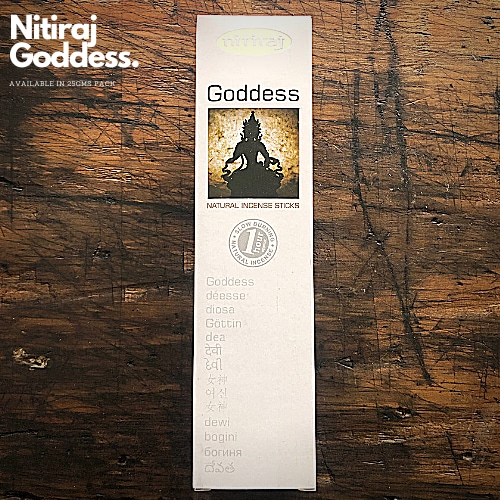 Nitiraj
Goddess.
AVAILABLE IN 25GMS PACK
nitiraj
Goddess
NATURAL INCENSE STICKS
SLOW BURNING
1 hour
NATURAL INCENSE
Goddess
déesse
diosa
Göttin
dea
देवी
દેવી
女神
여신
女神
dewi
bogini
богиня
దేవత